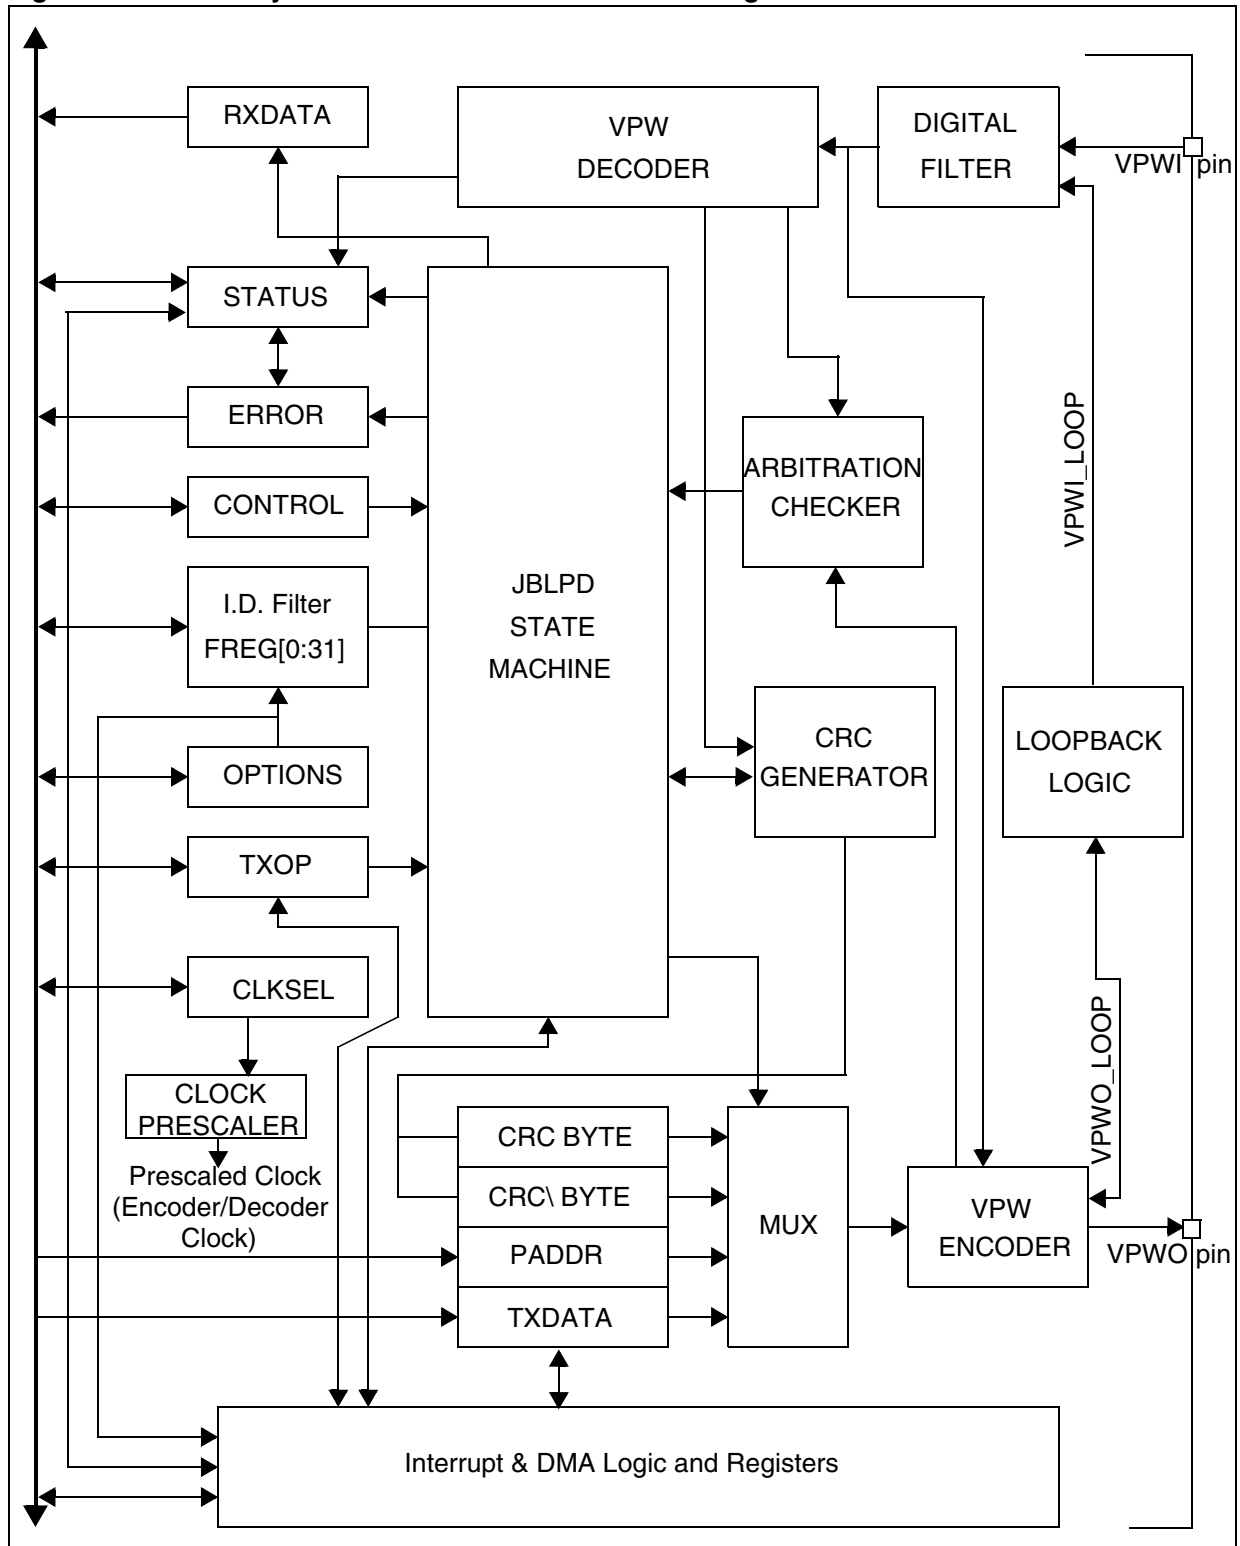 RXDATA
VPW
DECODER
DIGITAL
FILTER
VPWI pin
STATUS
ERROR
CONTROL
I.D. Filter
FREG[0:31]
OPTIONS
TXOP
CLKSEL
CLOCK
PRESCALER
Prescaled Clock
(Encoder/Decoder
Clock)
JBLPD
STATE
MACHINE
ARBITRATION
CHECKER
VPWI_LOOP
CRC
GENERATOR
LOOPBACK
LOGIC
VPWO_LOOP
CRC BYTE
CRC\ BYTE
PADDR
TXDATA
MUX
VPW
ENCODER
VPWO pin
Interrupt & DMA Logic and Registers